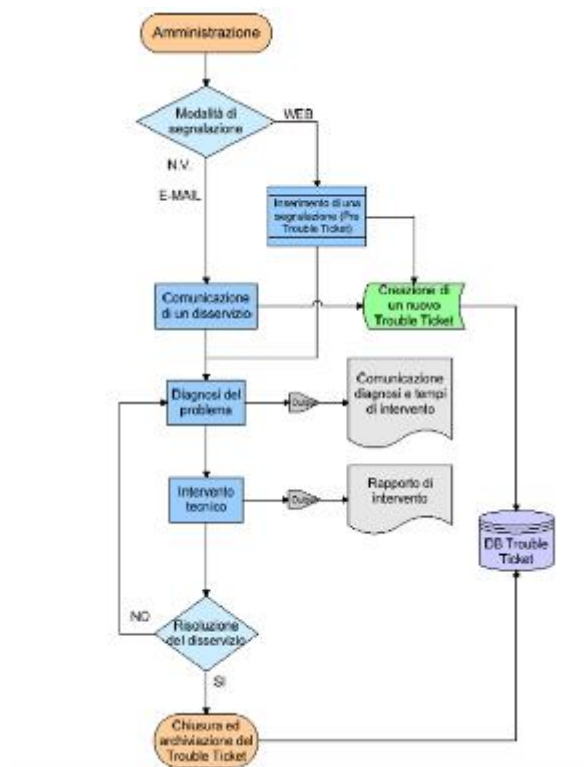 Amministrazione
Modalità di
segnalazione
WEB
N.V.
E-MAIL
Inserimento di una
segnalazione (Pre
Trouble Ticket)
Comunicazione
di un disservizio
Creazione di
un nuovo
Trouble Ticket
Diagnosi del
problema
Comunicazione
diagnosi e tempi
di intervento
Intervento
tecnico
Rapporto di
intervento
DB Trouble
Ticket
NO
Risoluzione
del disservizio
SI
Chiusura ed
archiviazione del
Trouble Ticket